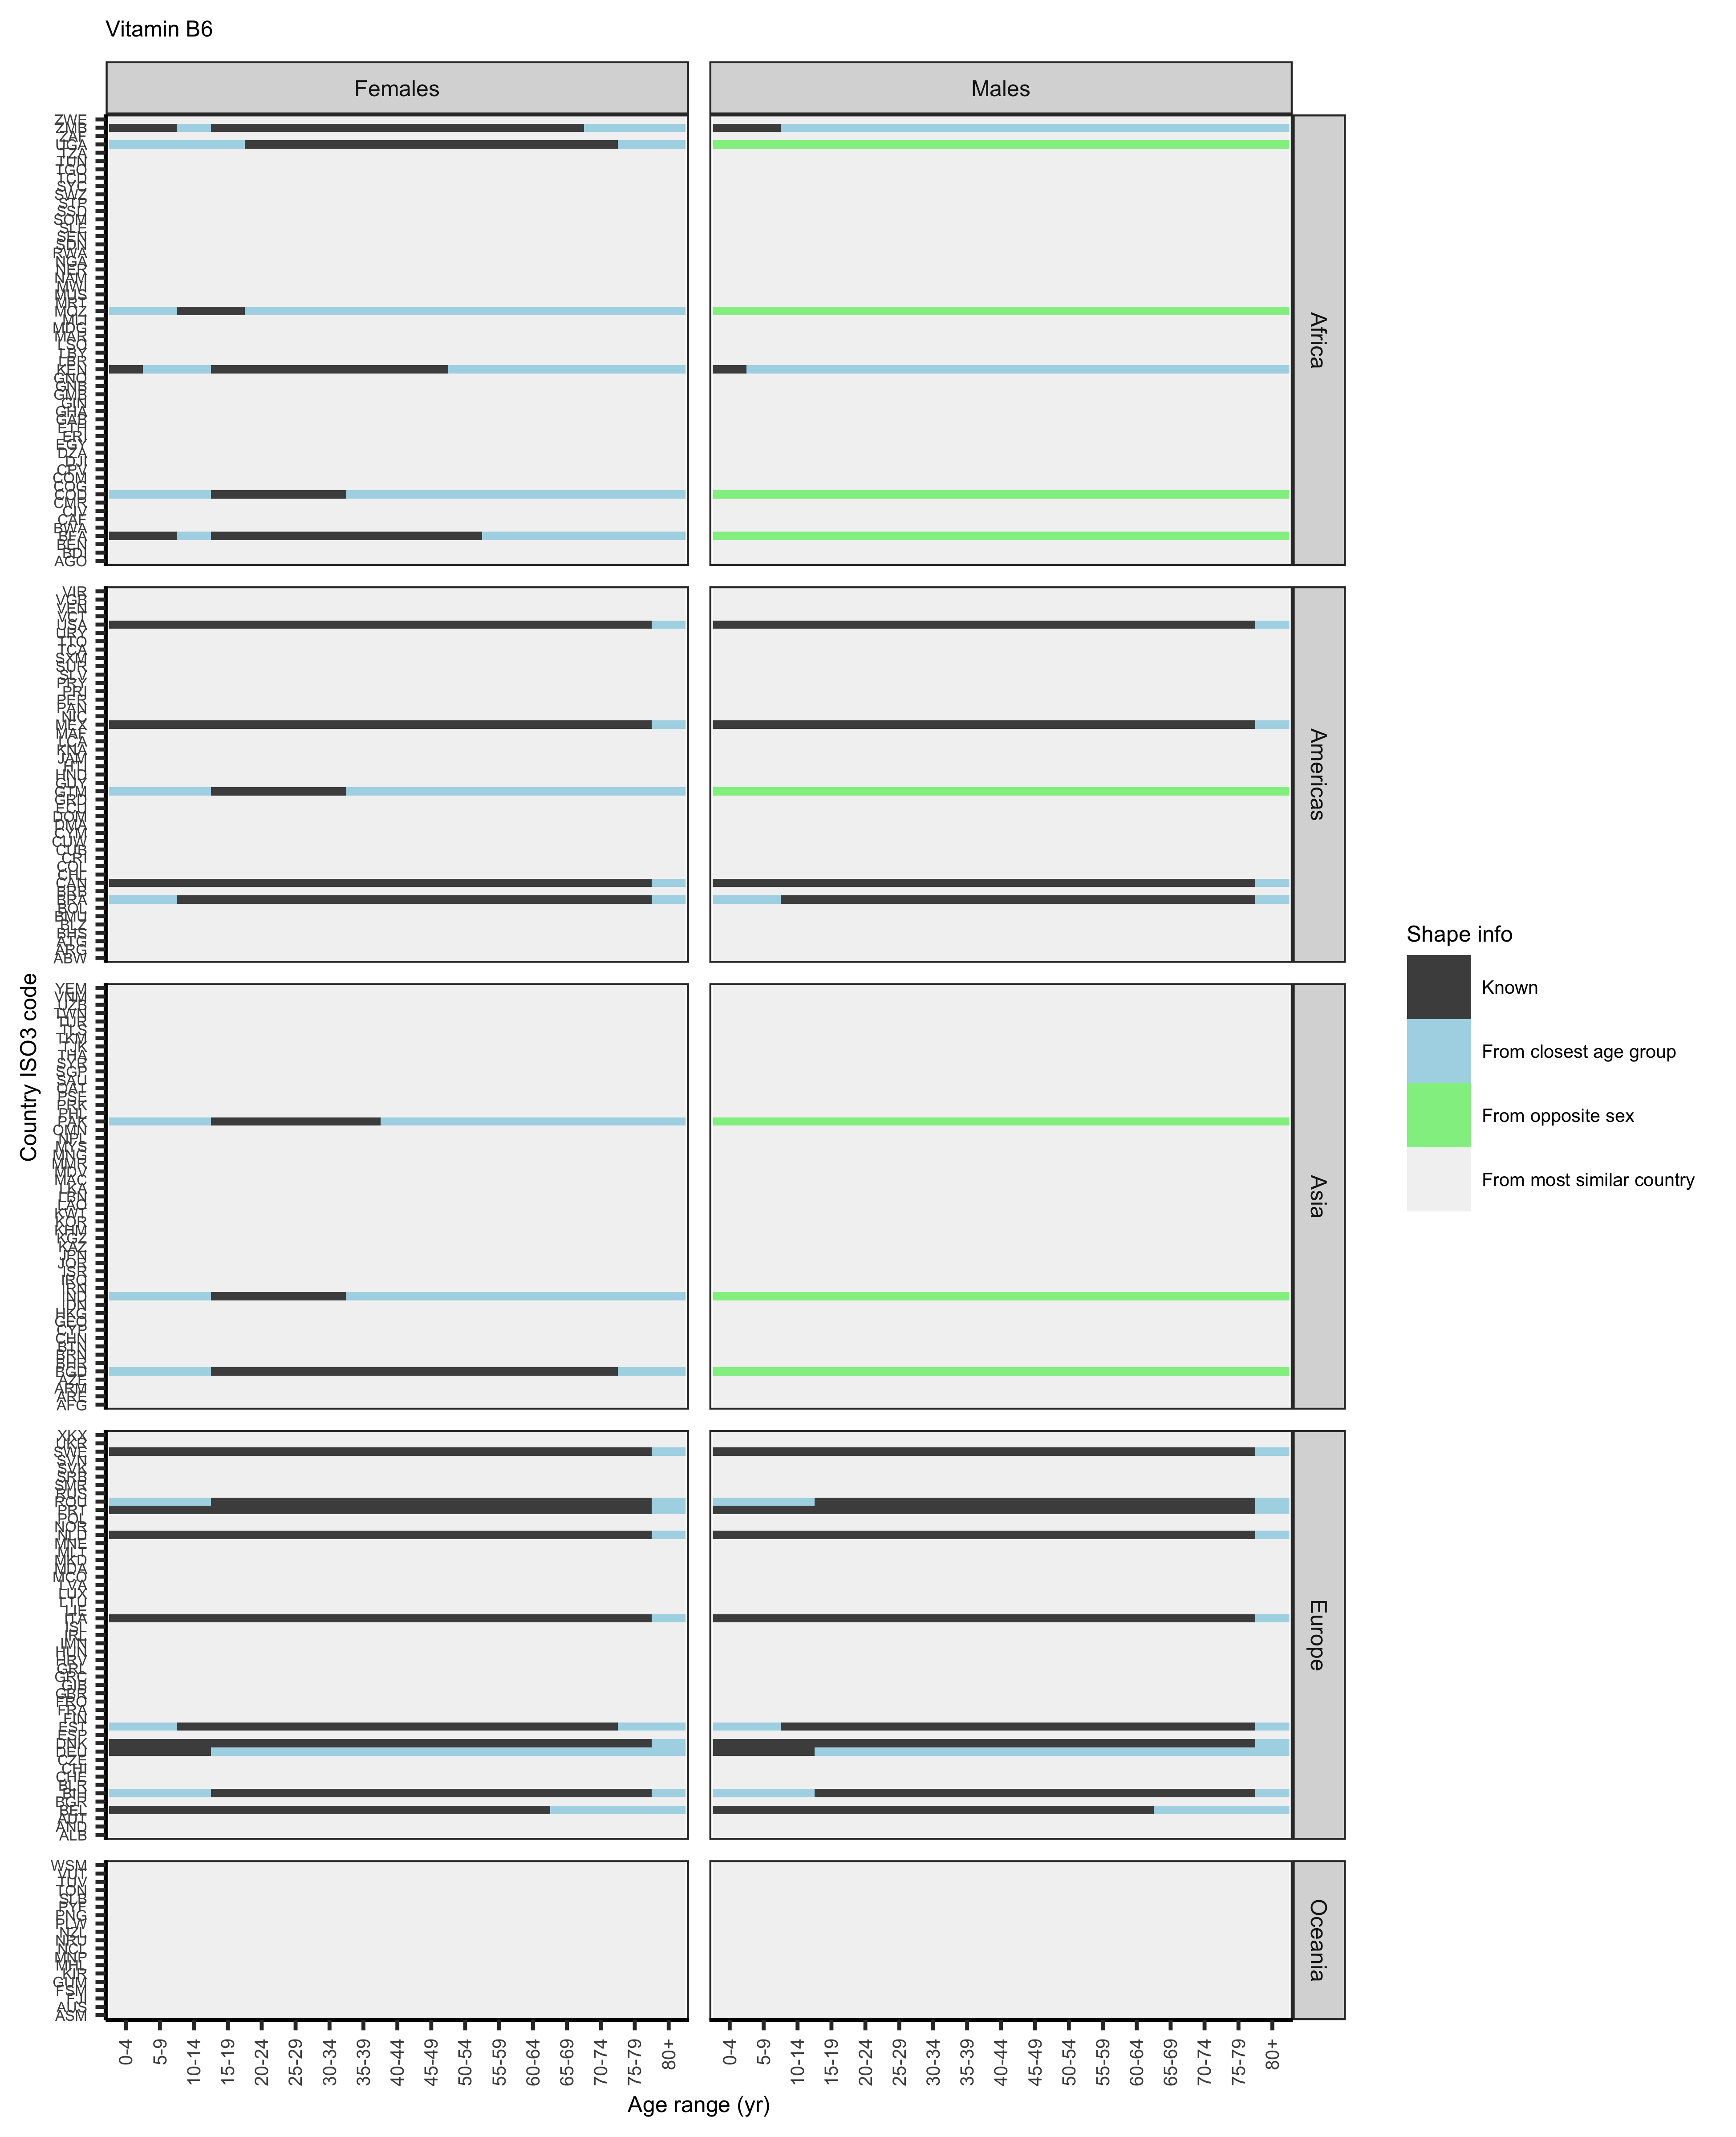 Vitamin B6
Females
Males
ZWE
ZMB
ZAF
UGA
TZA
TUN
TGO
TCD
SYC
SWZ
STP
SSD
SOM
SLE
SEN
SDN
RWA
NGA
NER
NAM
MWI
MUS
MRT
MOZ
MLI
MDG
MAR
LSO
LBY
LBR
KEN
GNQ
GNB
GMB
GIN
GHA
GAB
ETH
ERI
EGY
DZA
DJI
CPV
COM
COG
COD
CMR
CIV
CAF
BWA
BFA
BEN
BDI
AGO
Africa
VIR
VGB
VEN
VCT
USA
URY
TTO
TCA
SXM
SUR
SLV
PRY
PRI
PER
PAN
NIC
MEX
MAF
LCA
KNA
JAM
HTI
HND
GUY
GTM
GRD
ECU
DOM
DMA
CYM
CUW
CUB
CRI
COL
CHL
CAN
BRB
BRA
BOL
BMU
BLZ
BHS
ATG
ARG
ABW
Americas
YEM
VNM
UZB
TWN
TUR
TLS
TKM
TJK
THA
SYR
SGP
SAU
QAT
PSE
PRK
PHL
PAK
OMN
NPL
MYS
MNG
MMR
MDV
MAC
LKA
LBN
LAO
KWT
KOR
KHM
KGZ
KAZ
JPN
JOR
ISR
IRQ
IRN
IND
IDN
HKG
GEO
CYP
CHN
BTN
BRN
BHR
BGD
AZE
ARM
ARE
AFG
Asia
XKX
UKR
SWE
SVN
SVK
SRB
SMR
RUS
ROU
PRT
POL
NOR
NLD
MNE
MLT
MKD
MDA
MCO
LVA
LUX
LTU
LIE
ITA
ISL
IRL
IMN
HUN
HRV
GRL
GRC
GIB
GBR
FRO
FRA
FIN
EST
ESP
DNK
DEU
CZE
CHI
CHE
BLR
BIH
BGR
BEL
AUT
AND
ALB
Europe
WSM
VUT
TUV
TON
SLB
PYF
PNG
PLW
NZL
NRU
NCL
MNP
MHL
KIR
GUM
FSM
FJI
AUS
ASM
Oceania
Country ISO3 code
0-4
5-9
10-14
15-19
20-24
25-29
30-34
35-39
40-44
45-49
50-54
55-59
60-64
65-69
70-74
75-79
80+
0-4
5-9
10-14
15-19
20-24
25-29
30-34
35-39
40-44
45-49
50-54
55-59
60-64
65-69
70-74
75-79
80+
Age range (yr)
Shape info
Known
From closest age group
From opposite sex
From most similar country